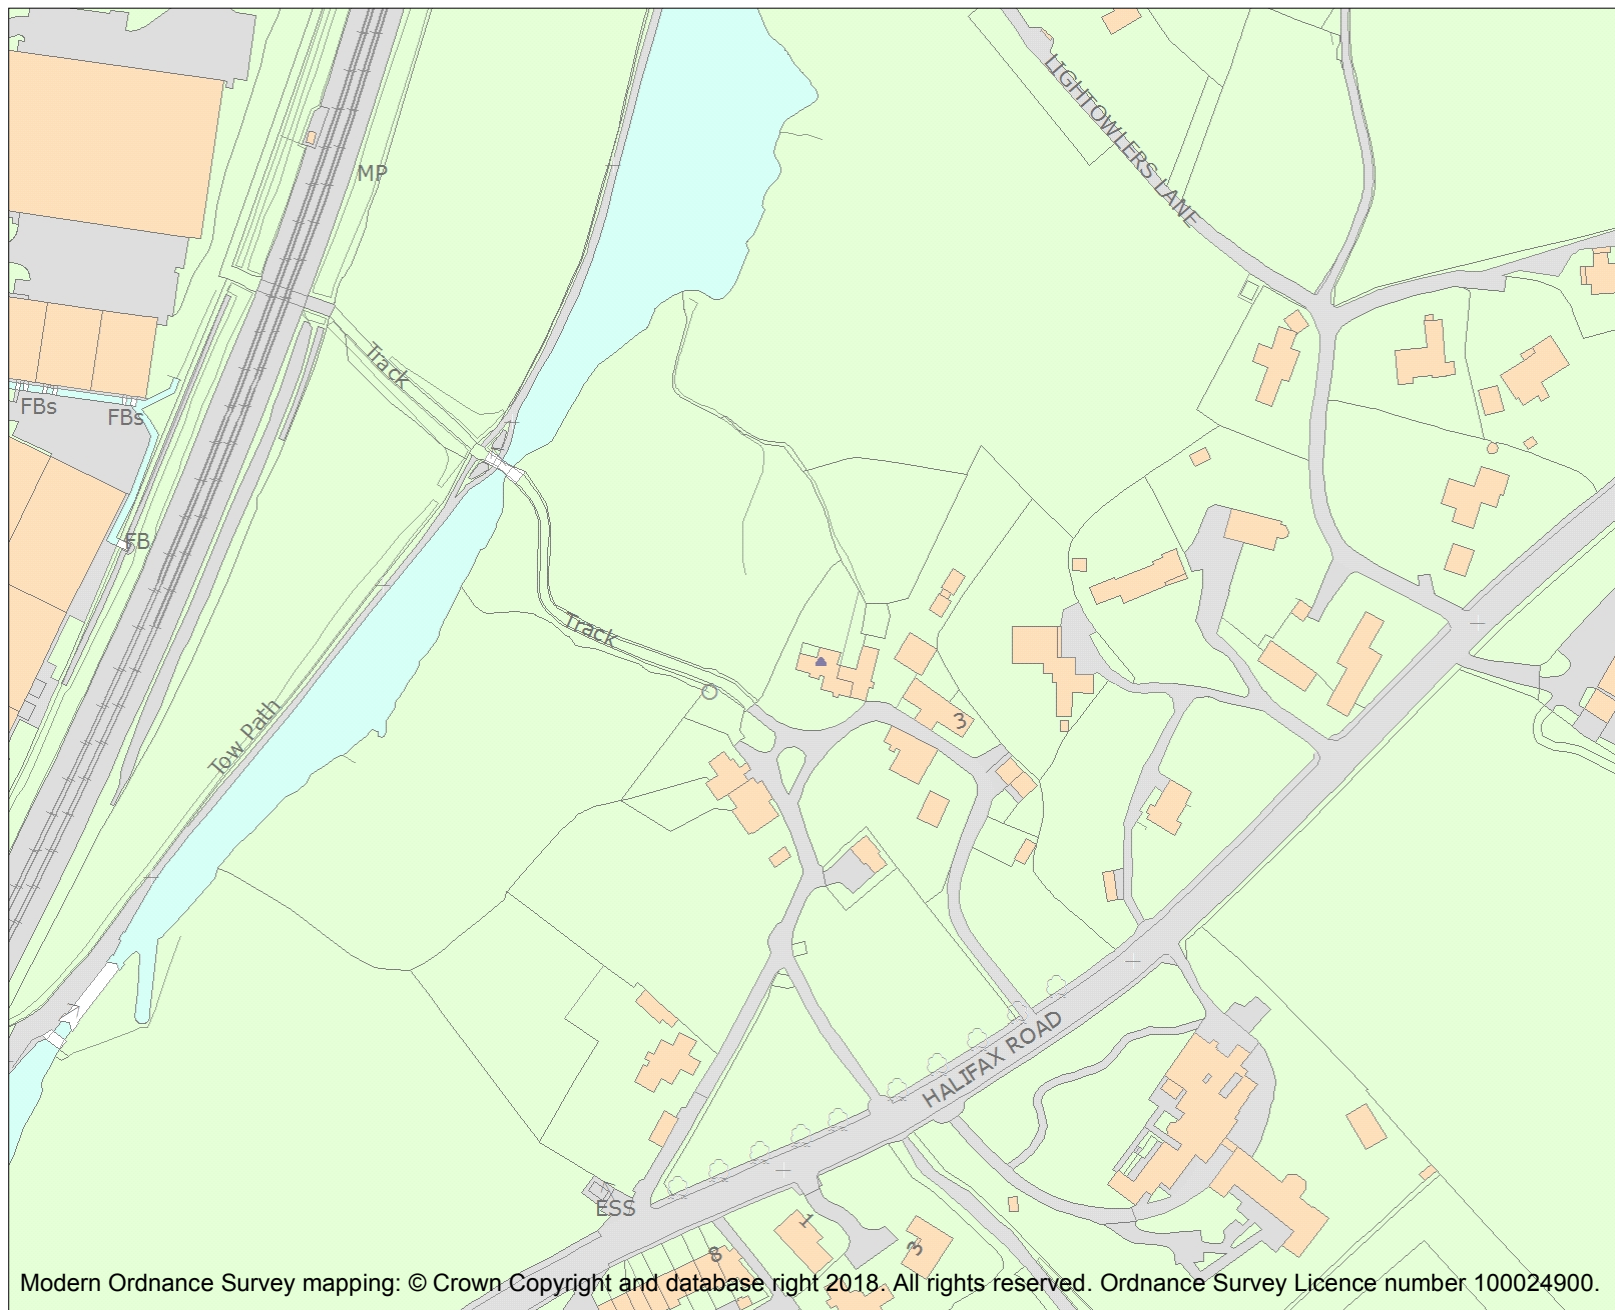 LIGHTOWLERS LANE
MP
Track
FBs
FBs
FB
Track
Tow Path
3
HALIFAX ROAD
ESS
1
3
8
Modern Ordnance Survey mapping: © Crown Copyright and database right 2018. All rights reserved. Ordnance Survey Licence number 100024900.